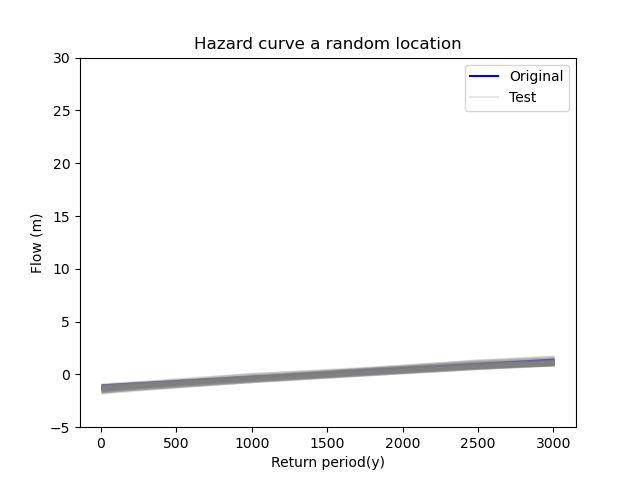 Hazard curve a random location
30
25
20
15
10
5
0
−5
Flow (m)
Original
Test
0 500 1000 1500 2000 2500 3000
Return period(y)